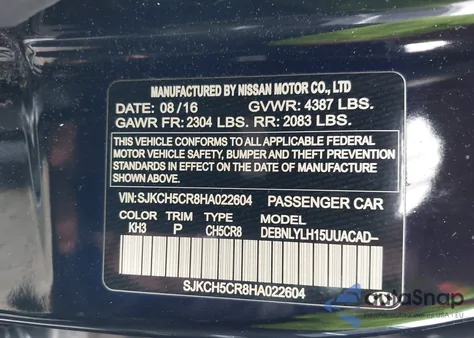 MANUFACTURED BY NISSAN MOTOR CO., LTD
DATE: 08/16 GVWR: 4387 LBS.
GAWR FR: 2304 LBS. RR: 2083 LBS.
THIS VEHICLE CONFORMS TO ALL APPLICABLE FEDERAL
MOTOR VEHICLE SAFETY, BUMPER AND THEFT PREVENTION
STANDARDS IN EFFECT ON THE DATE OF MANUFACTURE
SHOWN ABOVE.
VIN: SJKCH5CR8HA022604 PASSENGER CAR
COLOR TRIM TYPE MODEL
KH3 P CH5CR8 DEBNLYLH15UUACAD-
SJKCH5CR8HA022604
autoSnap